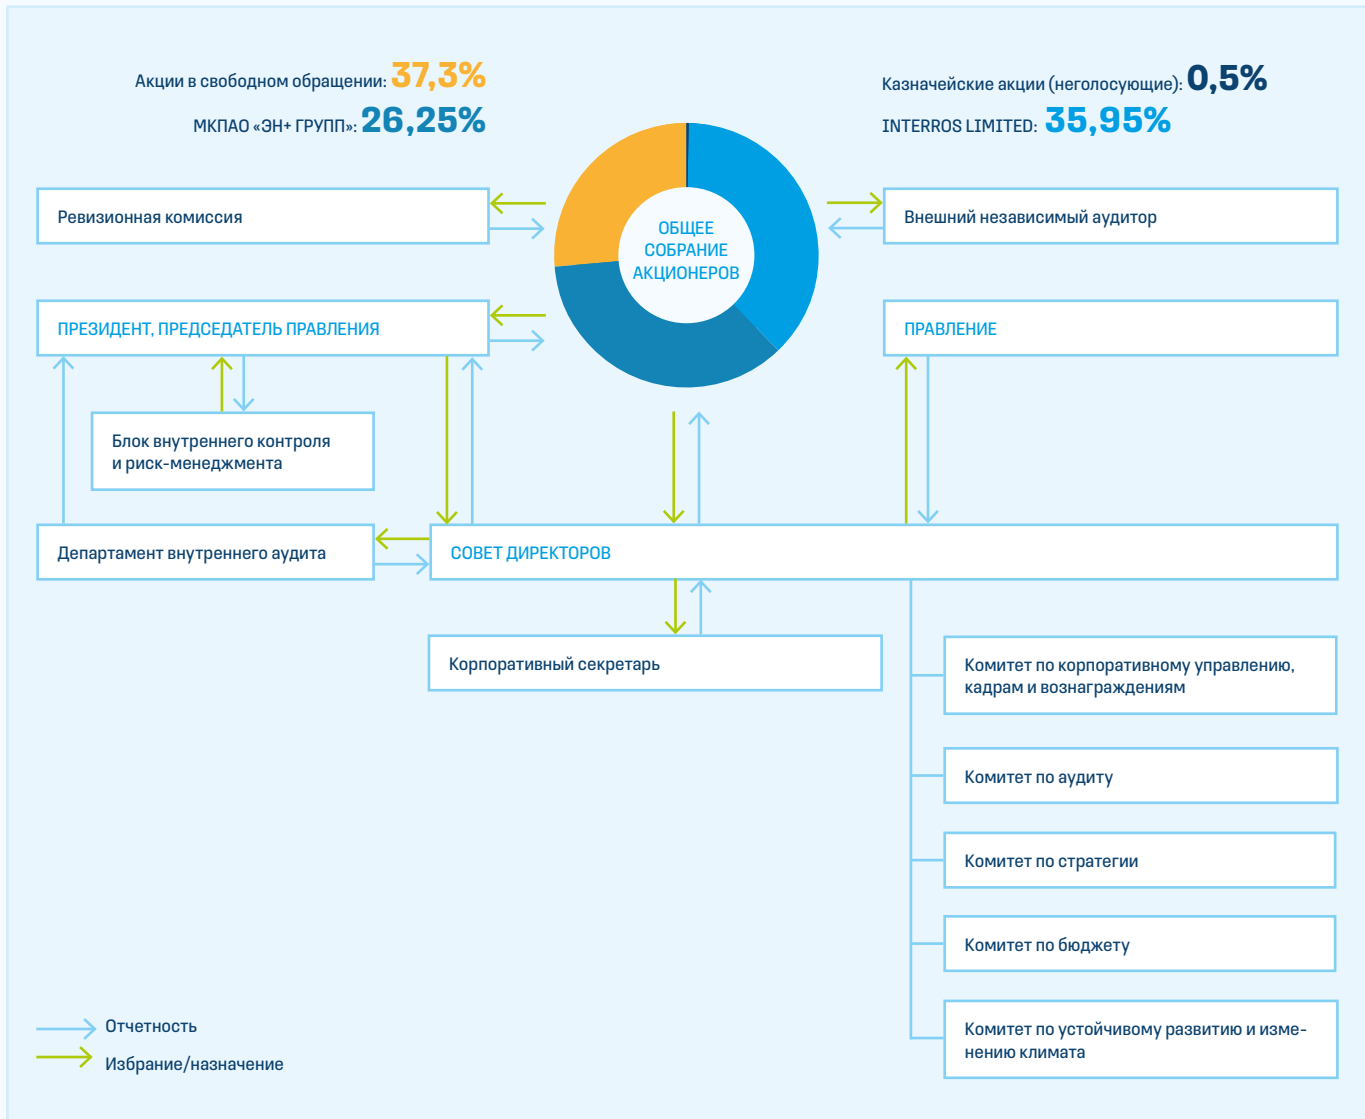 Акции в свободном обращении: 37,3%
МКПАО «ЭН+ ГРУПП»: 26,25%
Казначейские акции (неголосующие): 0,5%
INTERROS LIMITED: 35,95%
Ревизионная комиссия
ОБЩЕЕ
СОБРАНИЕ
АКЦИОНЕРОВ
Внешний независимый аудитор
ПРЕЗИДЕНТ, ПРЕДСЕДАТЕЛЬ ПРАВЛЕНИЯ
ПРАВЛЕНИЕ
Блок внутреннего контроля
и риск-менеджмента
Департамент внутреннего аудита
СОВЕТ ДИРЕКТОРОВ
Корпоративный секретарь
Комитет по корпоративному управлению,
кадрам и вознаграждениям
Комитет по аудиту
Комитет по стратегии
Комитет по бюджету
Комитет по устойчивому развитию и изме-
нению климата
Отчетность
Избрание/назначение